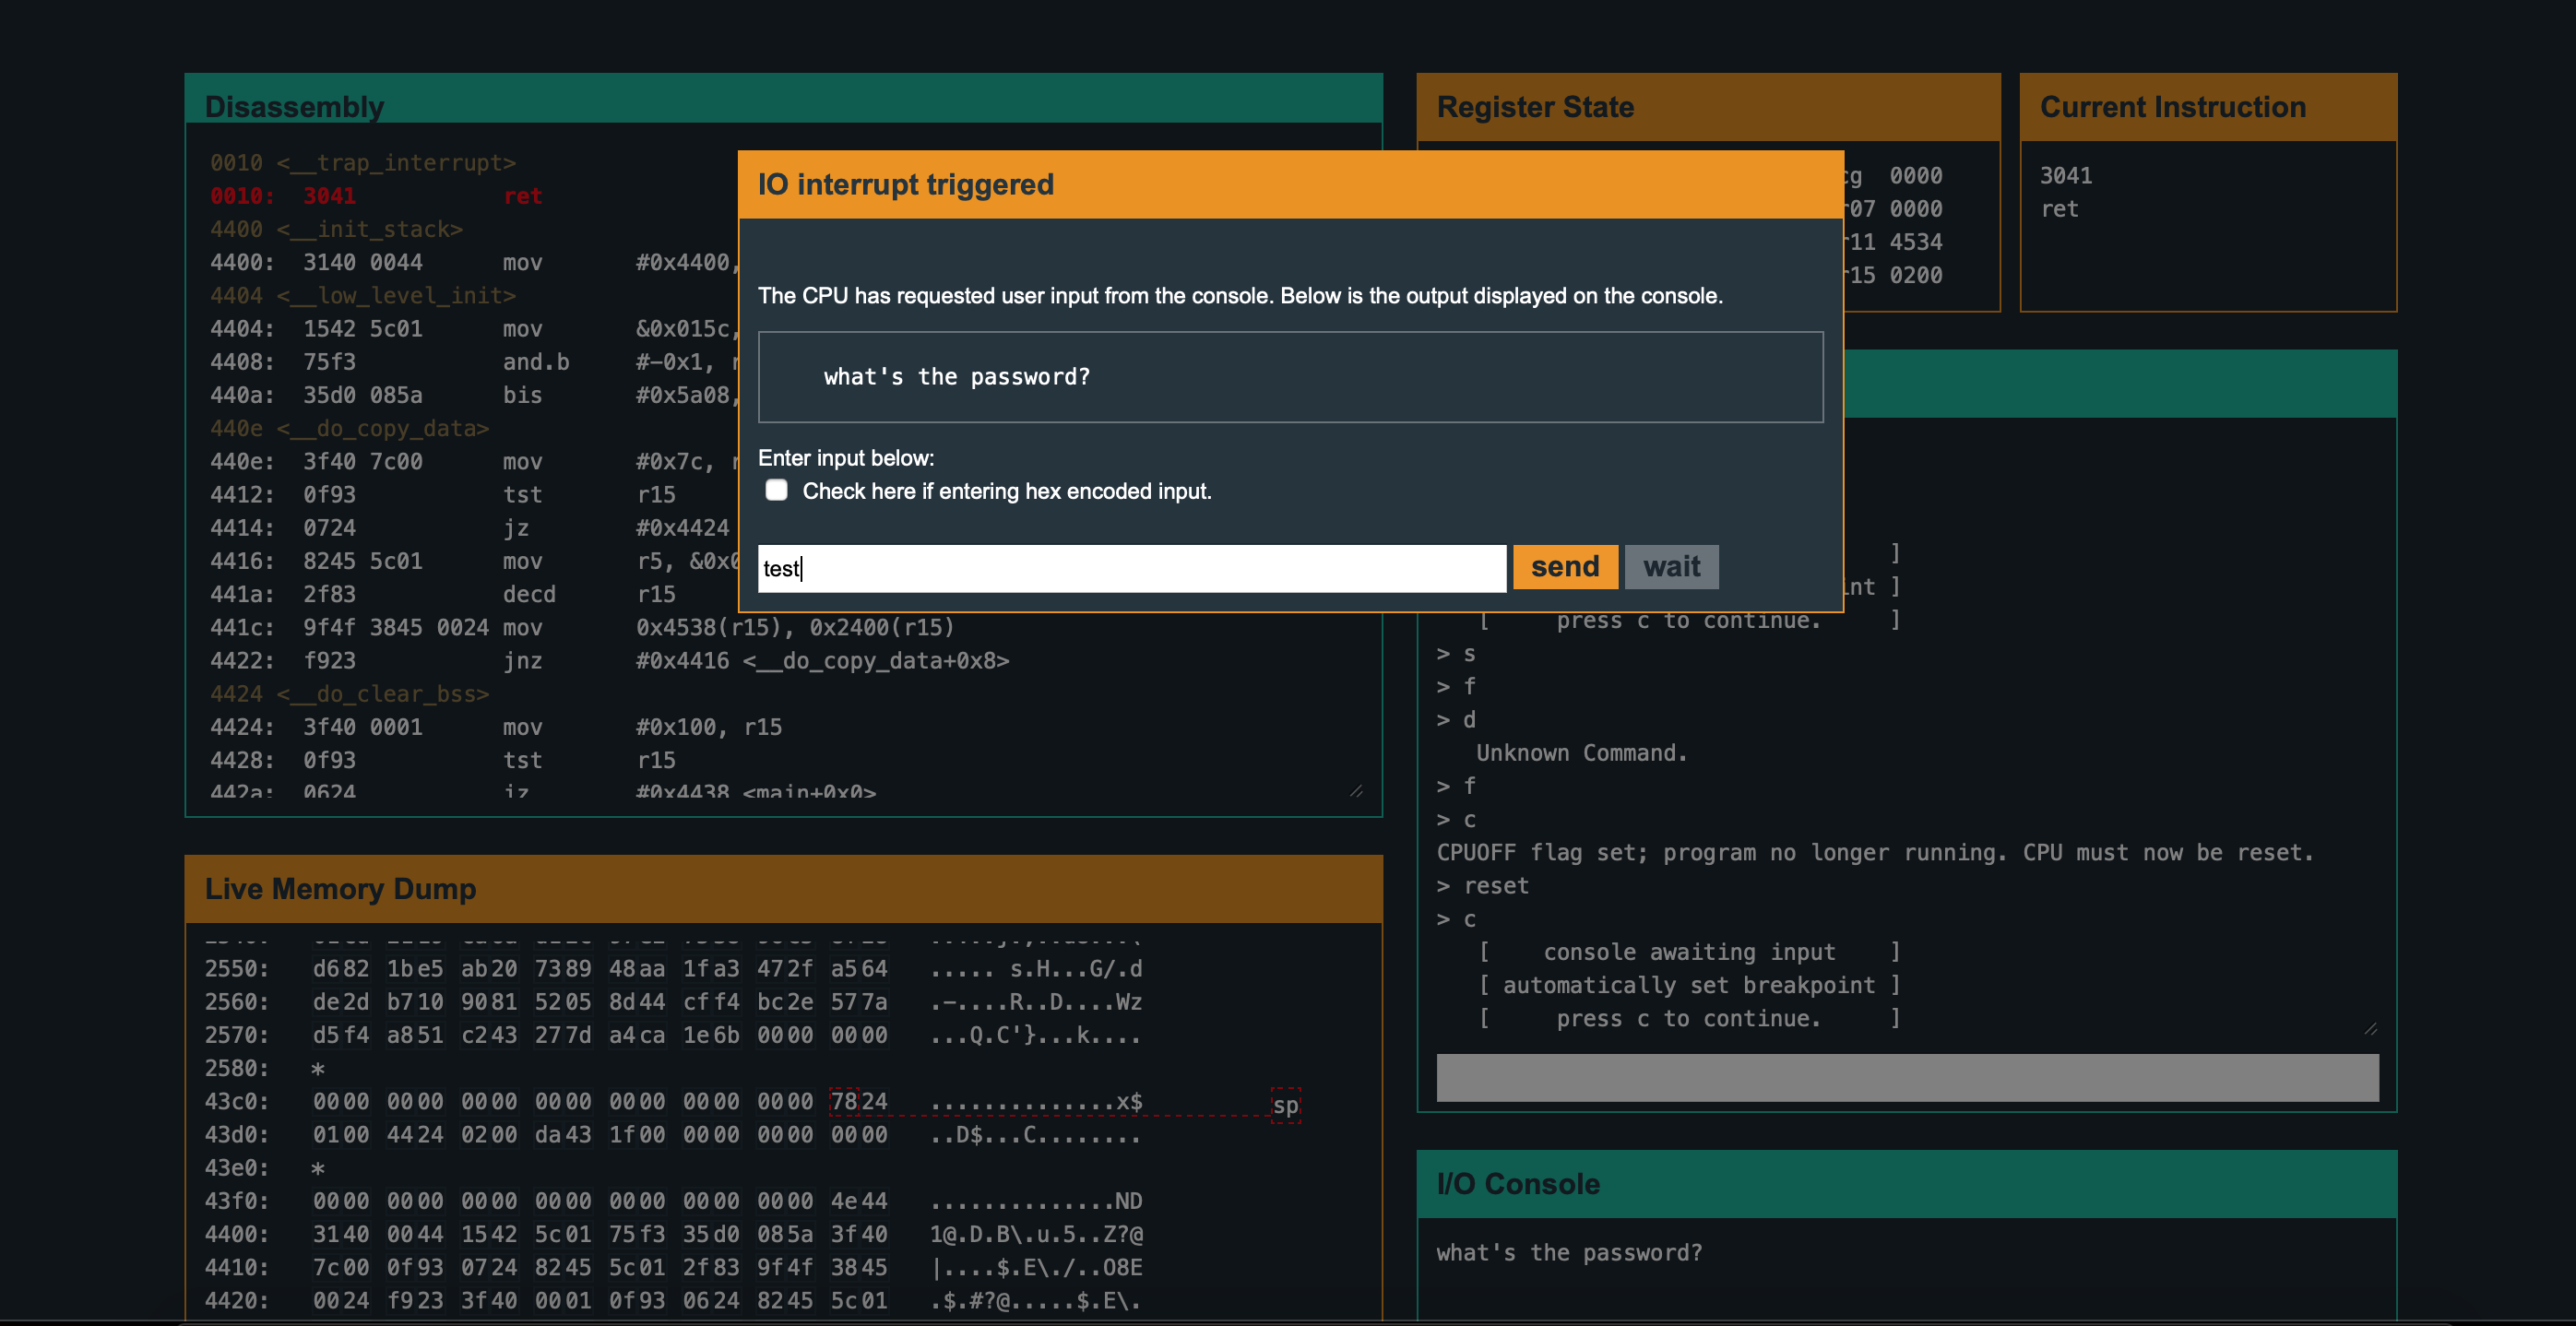 Disassembly
0010 <__trap_interrupt>
0010: 3041 ret
4400 <__init_stack>
4400: 3140 0044 mov #0x4400,
4404 <__low_level_init>
4404: 1542 5c01 mov &0x015c,
4408: 75f3 and.b #-0x1,
440a: 35d0 085a bis #0x5a08,
440e <__do_copy_data>
440e: 3f40 7c00 mov #0x7c,
4412: 0f93 tst r15
4414: 0724 jz #0x4424
4416: 8245 5c01 mov r5, &0x0
441a: 2f83 decd r15
441c: 9f4f 3845 0024 mov 0x4538(r15), 0x2400(r15)
4422: f923 jnz #0x4416 <__do_copy_data+0x8>
4424 <__do_clear_bss>
4424: 3f40 0001 mov #0x100, r15
4428: 0f93 tst r15
442a: 0624 jz #0x4438 <main+0x0>
Register State
cg 0000
r07 0000
r11 4534
r15 0200
Current Instruction
3041
ret
IO interrupt triggered
The CPU has requested user input from the console. Below is the output displayed on the console.
what's the password?
Enter input below:
Check here if entering hex encoded input.
test
send
wait
]
int ]
[ press c to continue. ]
> s
> f
> d
Unknown Command.
> f
> c
CPUOFF flag set; program no longer running. CPU must now be reset.
> reset
> c
[ console awaiting input ]
[ automatically set breakpoint ]
[ press c to continue. ]
Live Memory Dump
2550: d682 1be5 ab20 7389 48aa 1fa3 472f a564 ..... s.H...G/.d
2560: de2d b710 9081 5205 8d44 cff4 bc2e 577a .-....R..D....Wz
2570: d5f4 a851 c243 277d a4ca 1e6b 0000 0000 ...Q.C'}...k....
2580: *
43c0: 0000 0000 0000 0000 0000 0000 0000 7824 ..............x$ sp
43d0: 0100 4424 0200 da43 1f00 0000 0000 0000 ..D$...C........
43e0: *
43f0: 0000 0000 0000 0000 0000 0000 0000 4e44 ..............ND
4400: 3140 0044 1542 5c01 75f3 35d0 085a 3f40 1@.D.B\.u.5..Z?@
4410: 7c00 0f93 0724 8245 5c01 2f83 9f4f 3845 |....$.E\./..O8E
4420: 0024 f923 3f40 0001 0f93 0624 8245 5c01 .$.#?@.....$.E\.
I/O Console
what's the password?